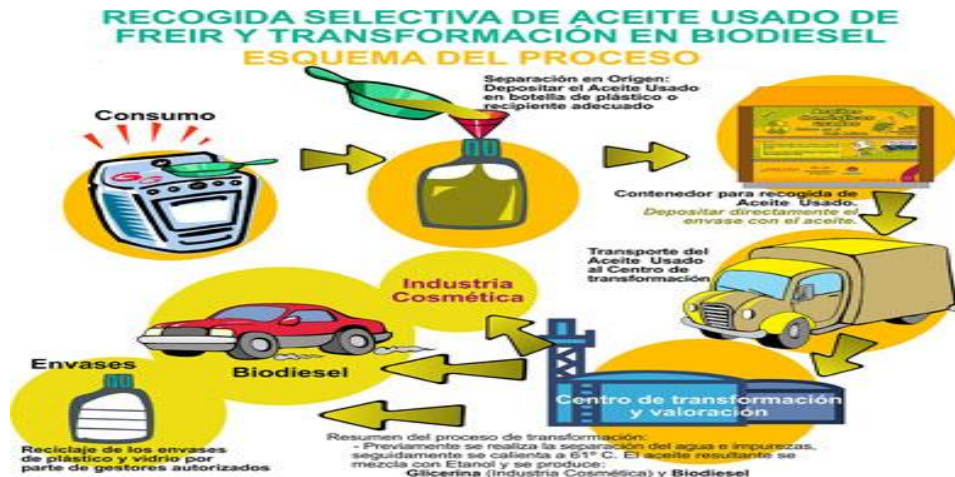 RECOGIDA SELECTIVA DE ACEITE USADO DE
FREIR Y TRANSFORMACIÓN EN BIODIESEL
ESQUEMA DEL PROCESO
Consumo
Separación en Origen:
Depositar el Aceite Usado
en botella de plástico o
recipiente adecuado
Aceites
Domésticos
Usados
Contenedor para recogida de
Aceite Usado.
Depositar directamente el
envase con el aceite.
Transporte del
Aceite Usado
al Centro de
transformación
Industria
Cosmética
Biodiesel
Envases
Centro de transformación
y valoración
Reciclaje de los envases
de plástico y vidrio por
parte de gestores autorizados
Resumen del proceso de transformación:
- Previamente se realiza la separación del agua e impurezas,
seguidamente se calienta a 61º C. El aceite resultante se
mezcla con Etanol y se produce:
Glicerina (Industria Cosmética) y Biodiesel